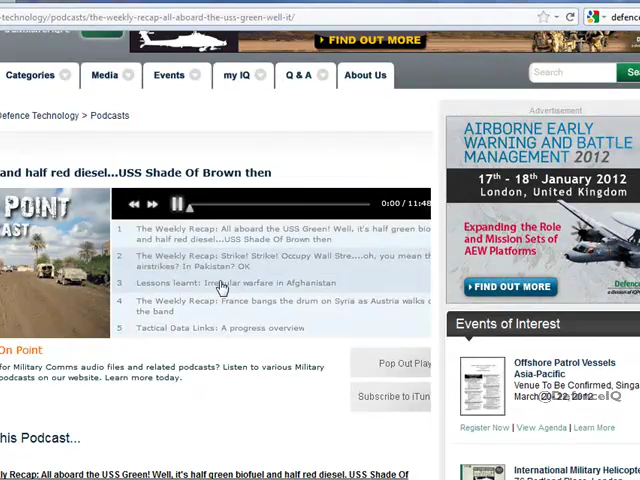 -technology/podcasts/the-weekly-recap-all-aboard-the-uss-green-well-it/
defenc
FIND OUT MORE
Categories
Media
Events
my IQ
Q & A
About Us
Search
Sea
Defence Technology > Podcasts
Advertisement
AIRBORNE EARLY
WARNING AND BATTLE
MANAGEMENT 2012
17th - 18th January 2012
London, United Kingdom
Expanding the Role
and Mission Sets of
AEW Platforms
FIND OUT MORE
Defenc
and half red diesel...USS Shade Of Brown then
POINT
AST
0:00 / 11:48
1 The Weekly Recap: All aboard the USS Green! Well, it's half green bio
and half red diesel...USS Shade Of Brown then
2 The Weekly Recap: Strike! Strike! Occupy Wall Stre....oh, you mean th
airstrikes? In Pakistan? OK
3 Lessons learnt: Irregular warfare in Afghanistan
4 The Weekly Recap: France bangs the drum on Syria as Austria walks
the band
5 Tactical Data Links: A progress overview
On Point
for Military Comms audio files and related podcasts? Listen to various Military
podcasts on our website. Learn more today.
Pop Out Play
Subscribe to iTun
Events of Interest
Offshore Patrol Vessels
Asia-Pacific
Venue To Be Confirmed, Singa
March 20 - 22, 2012
@DefenceIQ
Register Now | View Agenda | Learn More
his Podcast...
ly Recap: All aboard the USS Green! Well, it's half green biofuel and half red diesel. USS Shade Of
International Military Helicopte